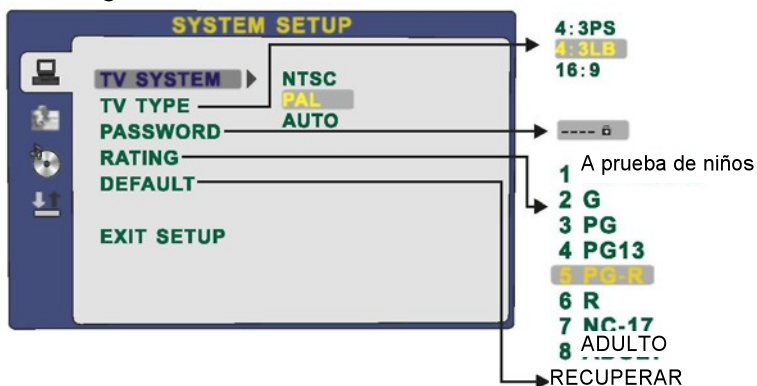 SYSTEM SETUP
TV SYSTEM
NTSC
TV TYPE
PAL
PASSWORD
AUTO
RATING
DEFAULT
EXIT SETUP
4:3PS
4:3LB
16:9
----
1 A prueba de niños
2 G
3 PG
4 PG13
5 PG-R
6 R
7 NC-17
8 ADULTO
RECUPERAR